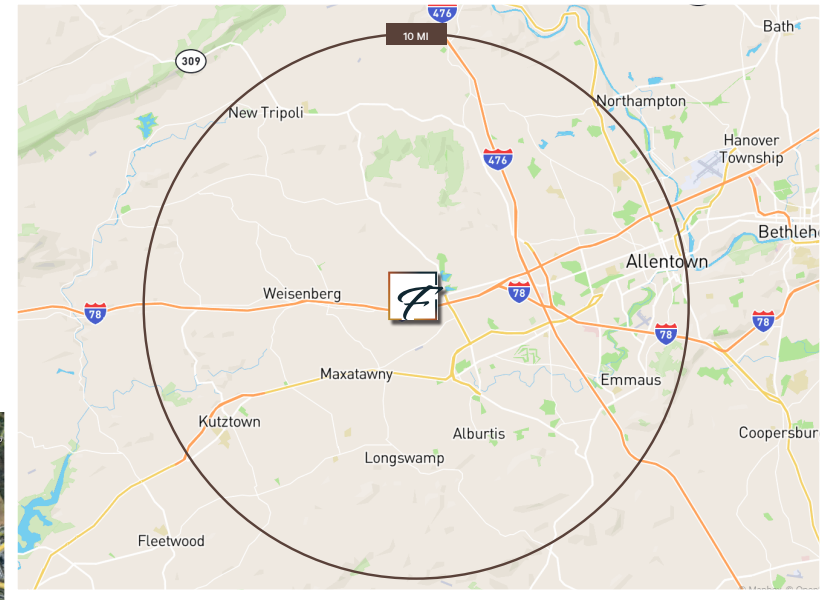 476
10 MI
Bath
309
Northampton
New Tripoli
Hanover
Township
476
Bethlehe
Allentown
Weisenberg
78
78
78
78
F
Maxatawny
Emmaus
Kutztown
Alburtis
Coopersbur
Longswamp
Fleetwood